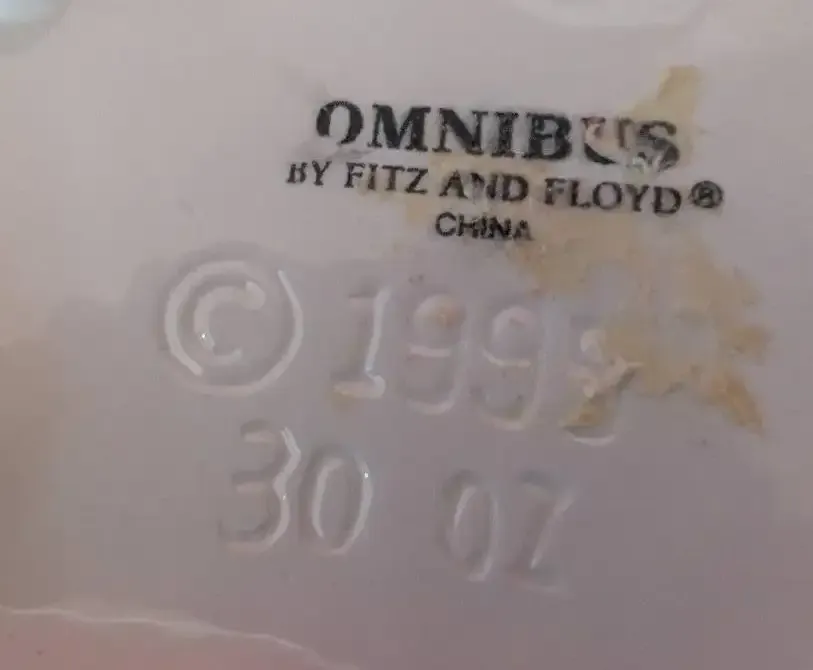 OMNIBUS
BY FITZ AND FLOYD®
CHINA
©
30 OZ